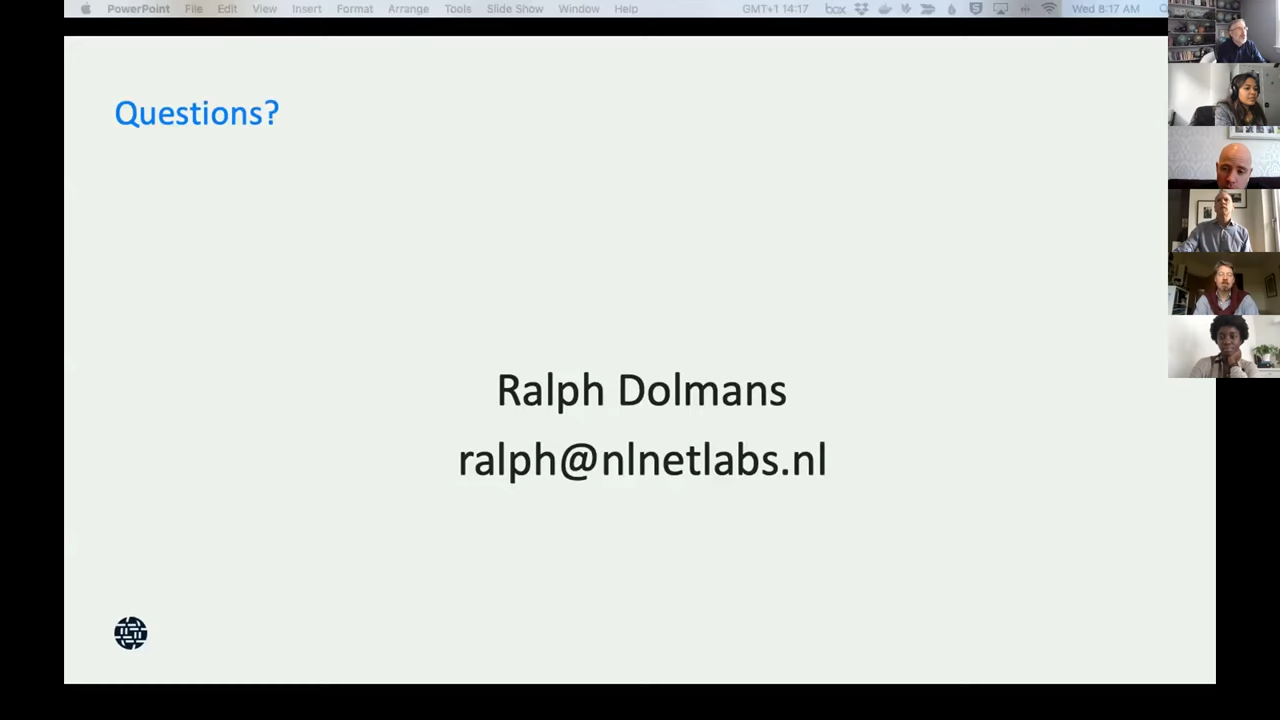 PowerPoint File Edit View Insert Format Arrange Tools Slide Show Window Help GMT+1 14:17 box Wed 8:17 AM
Questions?
Ralph Dolmans
ralph@nlnetlabs.nl